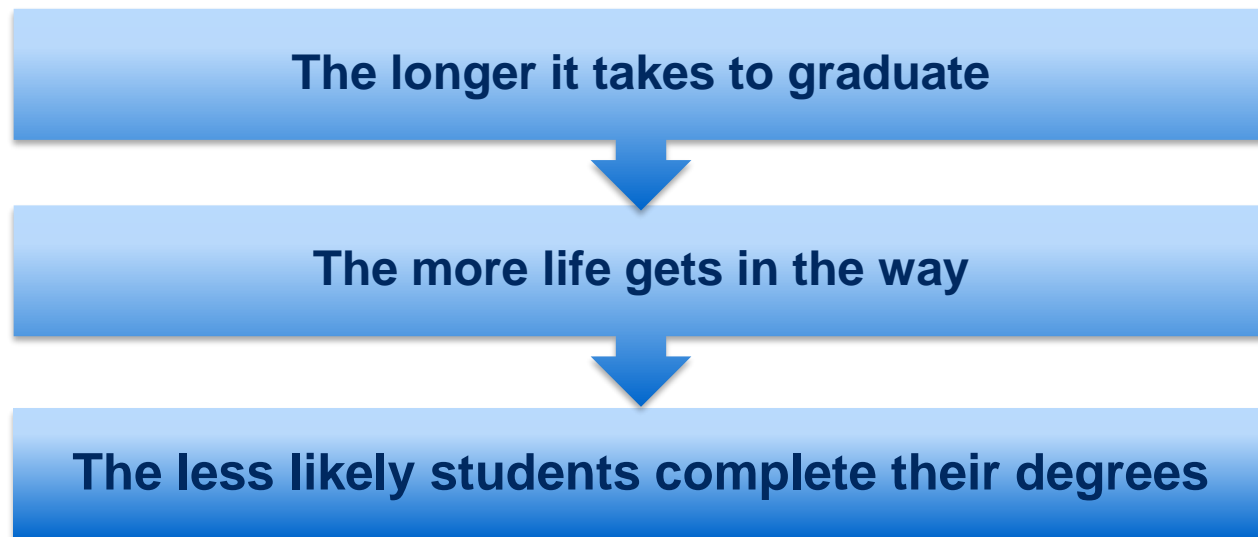 The longer it takes to graduate
The more life gets in the way
The less likely students complete their degrees